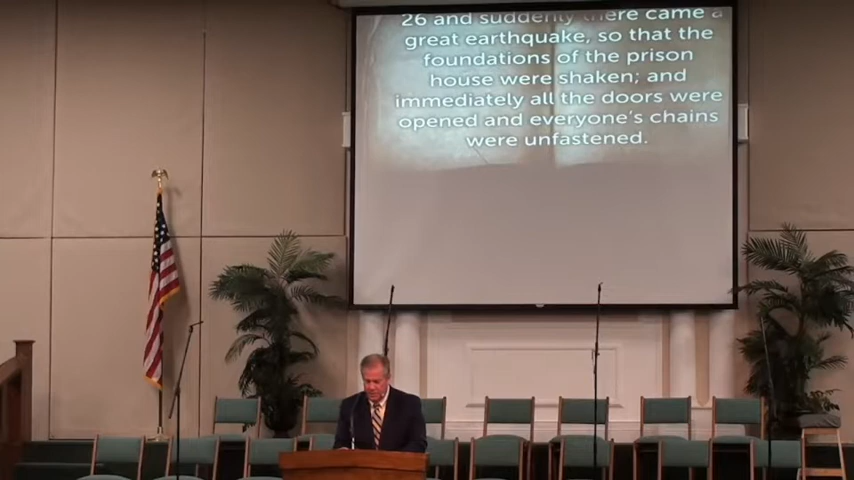 26 and suddenly there came a
great earthquake, so that the
foundations of the prison
house were shaken; and
immediately all the doors were
opened and everyone's chains
were unfastened.